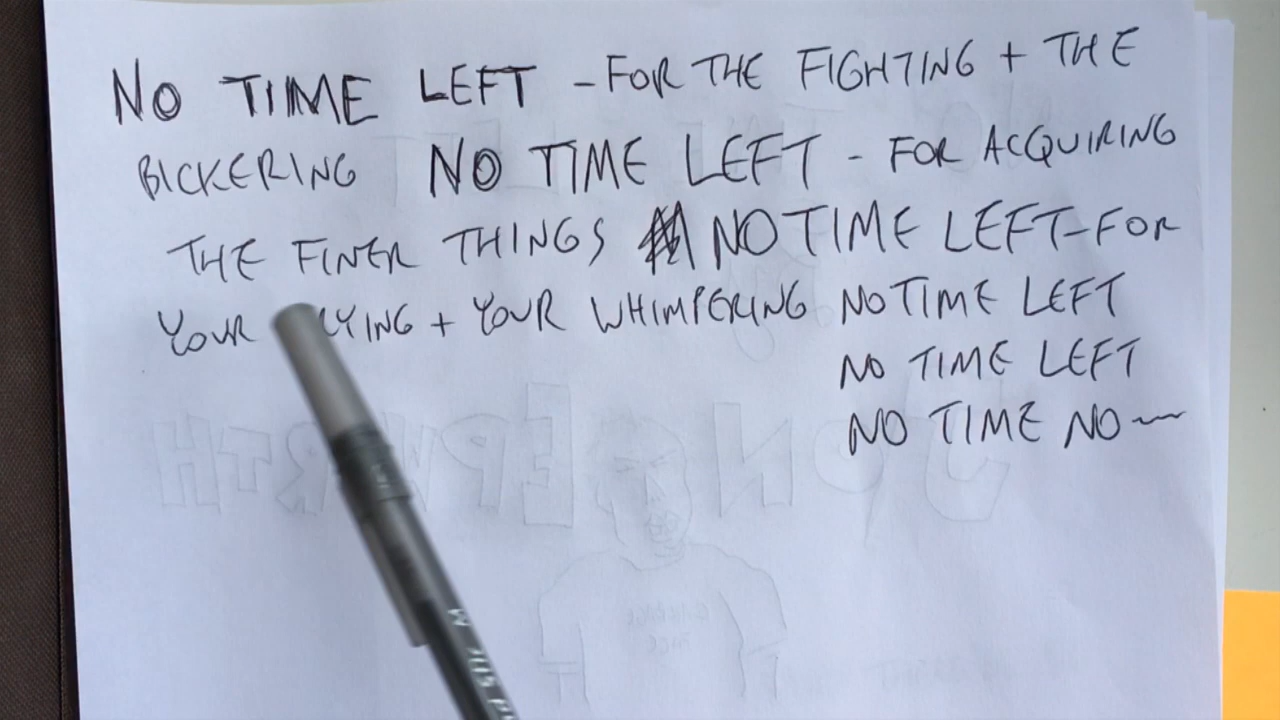 NO TIME LEFT - FOR THE FIGHTING + THE
BICKERING NO TIME LEFT - FOR ACQUIRING
THE FINER THINGS NO TIME LEFT - FOR
YOUR + YOUR WHIMPERING NO TIME LEFT
NO TIME LEFT
NO TIME NO